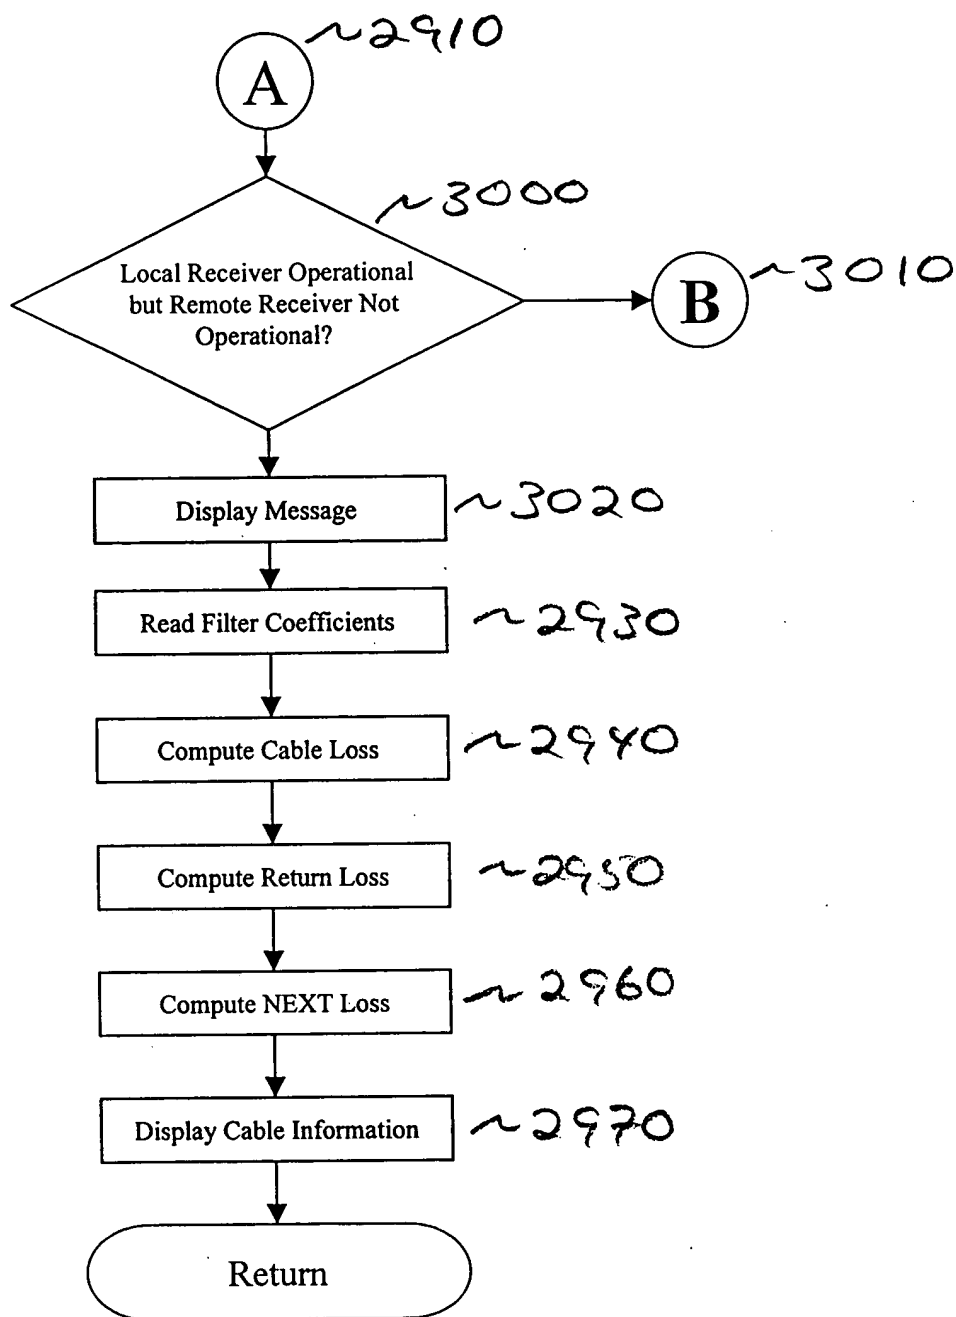 ~2910
A
~3000
Local Receiver Operational
but Remote Receiver Not
Operational?
B
~3010
Display Message
~3020
Read Filter Coefficients
~2930
Compute Cable Loss
~2940
Compute Return Loss
~2950
Compute NEXT Loss
~2960
Display Cable Information
~2970
Return